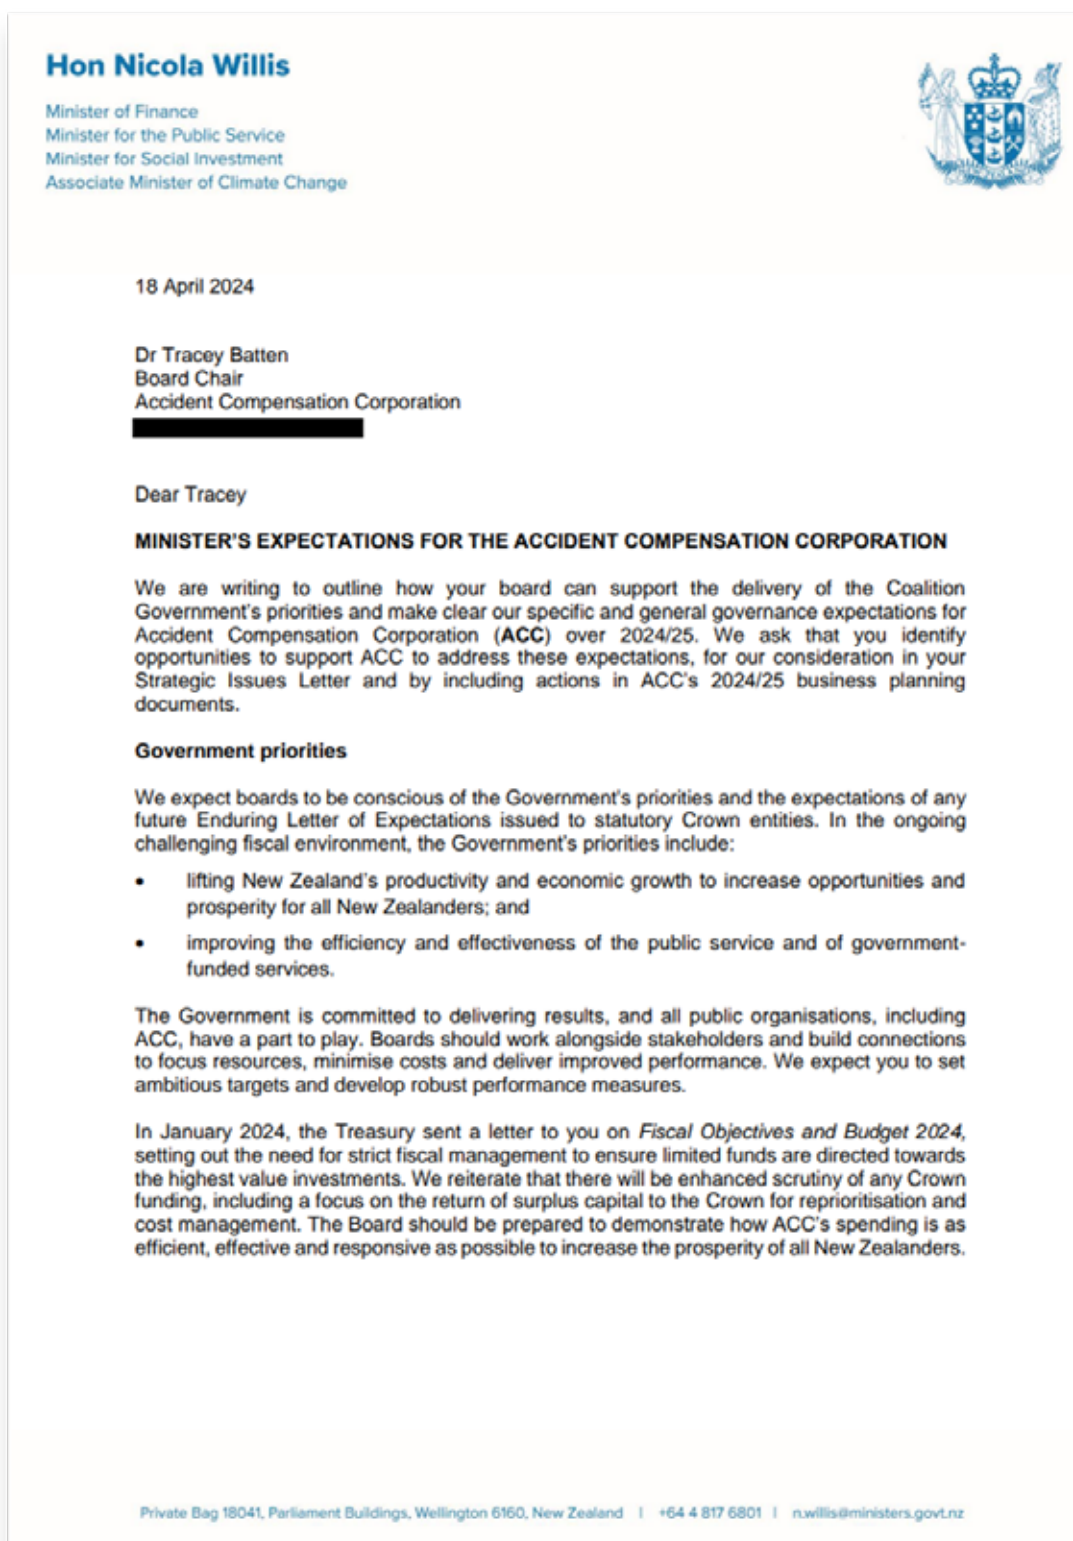 Hon Nicola Willis
Minister of Finance
Minister for the Public Service
Minister for Social Investment
Associate Minister of Climate Change
18 April 2024
Dr Tracey Batten
Board Chair
Accident Compensation Corporation
Dear Tracey
MINISTER'S EXPECTATIONS FOR THE ACCIDENT COMPENSATION CORPORATION
We are writing to outline how your board can support the delivery of the Coalition
Government's priorities and make clear our specific and general governance expectations for
Accident Compensation Corporation (ACC) over 2024/25. We ask that you identify
opportunities to support ACC to address these expectations, for our consideration in your
Strategic Issues Letter and by including actions in ACC's 2024/25 business planning
documents.
Government priorities
We expect boards to be conscious of the Government's priorities and the expectations of any
future Enduring Letter of Expectations issued to statutory Crown entities. In the ongoing
challenging fiscal environment, the Government's priorities include:
• lifting New Zealand's productivity and economic growth to increase opportunities and
prosperity for all New Zealanders; and
• improving the efficiency and effectiveness of the public service and of government-
funded services.
The Government is committed to delivering results, and all public organisations, including
ACC, have a part to play. Boards should work alongside stakeholders and build connections
to focus resources, minimise costs and deliver improved performance. We expect you to set
ambitious targets and develop robust performance measures.
In January 2024, the Treasury sent a letter to you on Fiscal Objectives and Budget 2024,
setting out the need for strict fiscal management to ensure limited funds are directed towards
the highest value investments. We reiterate that there will be enhanced scrutiny of any Crown
funding, including a focus on the return of surplus capital to the Crown for reprioritisation and
cost management. The Board should be prepared to demonstrate how ACC's spending is as
efficient, effective and responsive as possible to increase the prosperity of all New Zealanders.
Private Bag 18041, Parliament Buildings, Wellington 6160, New Zealand | +64 4 817 6801 | n.willis@ministers.govt.nz